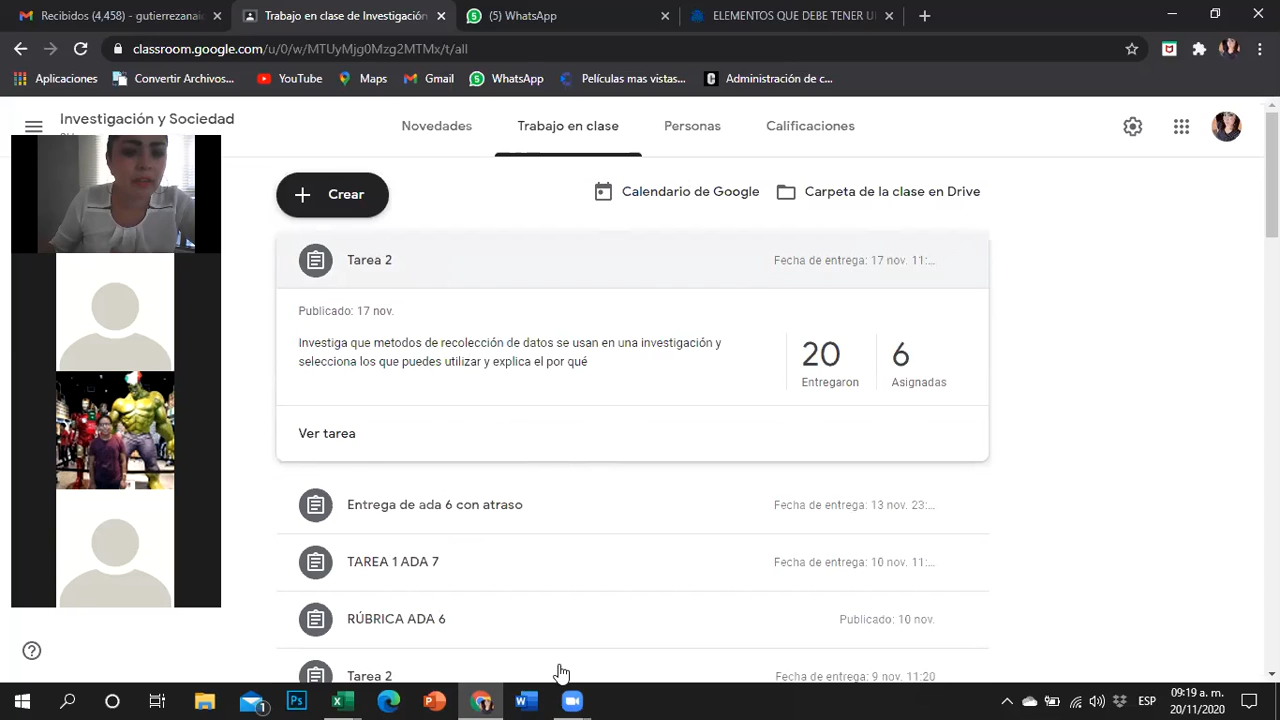 Recibidos (4,458) - gutierrezanai
Trabajo en clase de Investigación
(5) WhatsApp
ELEMENTOS QUE DEBE TENER U
classroom.google.com/u/0/w/MTUyMjg0Mzg2MTMx/t/all
Aplicaciones
Convertir Archivos...
YouTube
Maps
Gmail
WhatsApp
Películas mas vistas...
Administración de c...
Investigación y Sociedad
Novedades
Trabajo en clase
Personas
Calificaciones
Crear
Calendario de Google
Carpeta de la clase en Drive
Tarea 2
Fecha de entrega: 17 nov. 11:...
Publicado: 17 nov.
Investiga que metodos de recolección de datos se usan en una investigación y
selecciona los que puedes utilizar y explica el por qué
20
Entregaron
6
Asignadas
Ver tarea
Entrega de ada 6 con atraso
Fecha de entrega: 13 nov. 23:...
TAREA 1 ADA 7
Fecha de entrega: 10 nov. 11:...
RÚBRICA ADA 6
Publicado: 10 nov.
Tarea 2
Fecha de entrega: 9 nov. 11:20
ESP
09:19 a. m.
20/11/2020